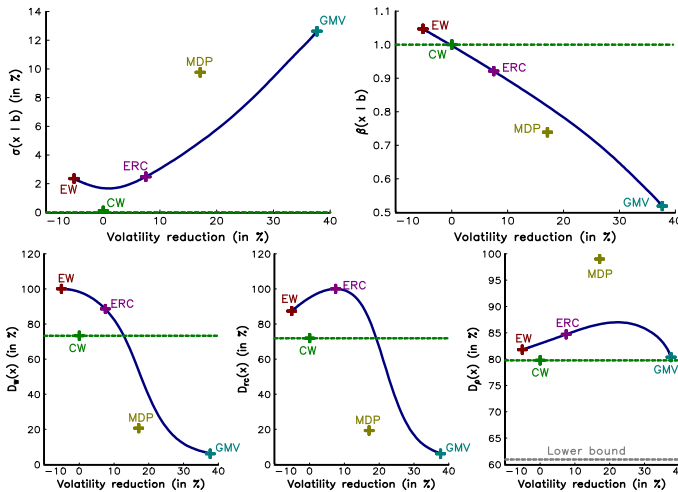 σ(x | b) (in %)
14
12
10
8
6
4
2
0
-10
0
10
20
30
40
Volatility reduction (in %)
EW
CW
ERC
MDP
GMV
β(x | b)
1.1
1.0
0.9
0.8
0.7
0.6
0.5
-10
0
10
20
30
40
Volatility reduction (in %)
EW
CW
ERC
MDP
GMV
D_w(x) (in %)
120
100
80
60
40
20
0
-10
0
10
20
30
40
Volatility reduction (in %)
EW
ERC
CW
MDP
GMV
D_rc(x) (in %)
120
100
80
60
40
20
0
-10
0
10
20
30
40
Volatility reduction (in %)
EW
ERC
CW
MDP
GMV
D_ρ(x) (in %)
100
95
90
85
80
75
70
65
60
-10
0
10
20
30
40
Volatility reduction (in %)
MDP
EW
ERC
CW
GMV
Lower bound